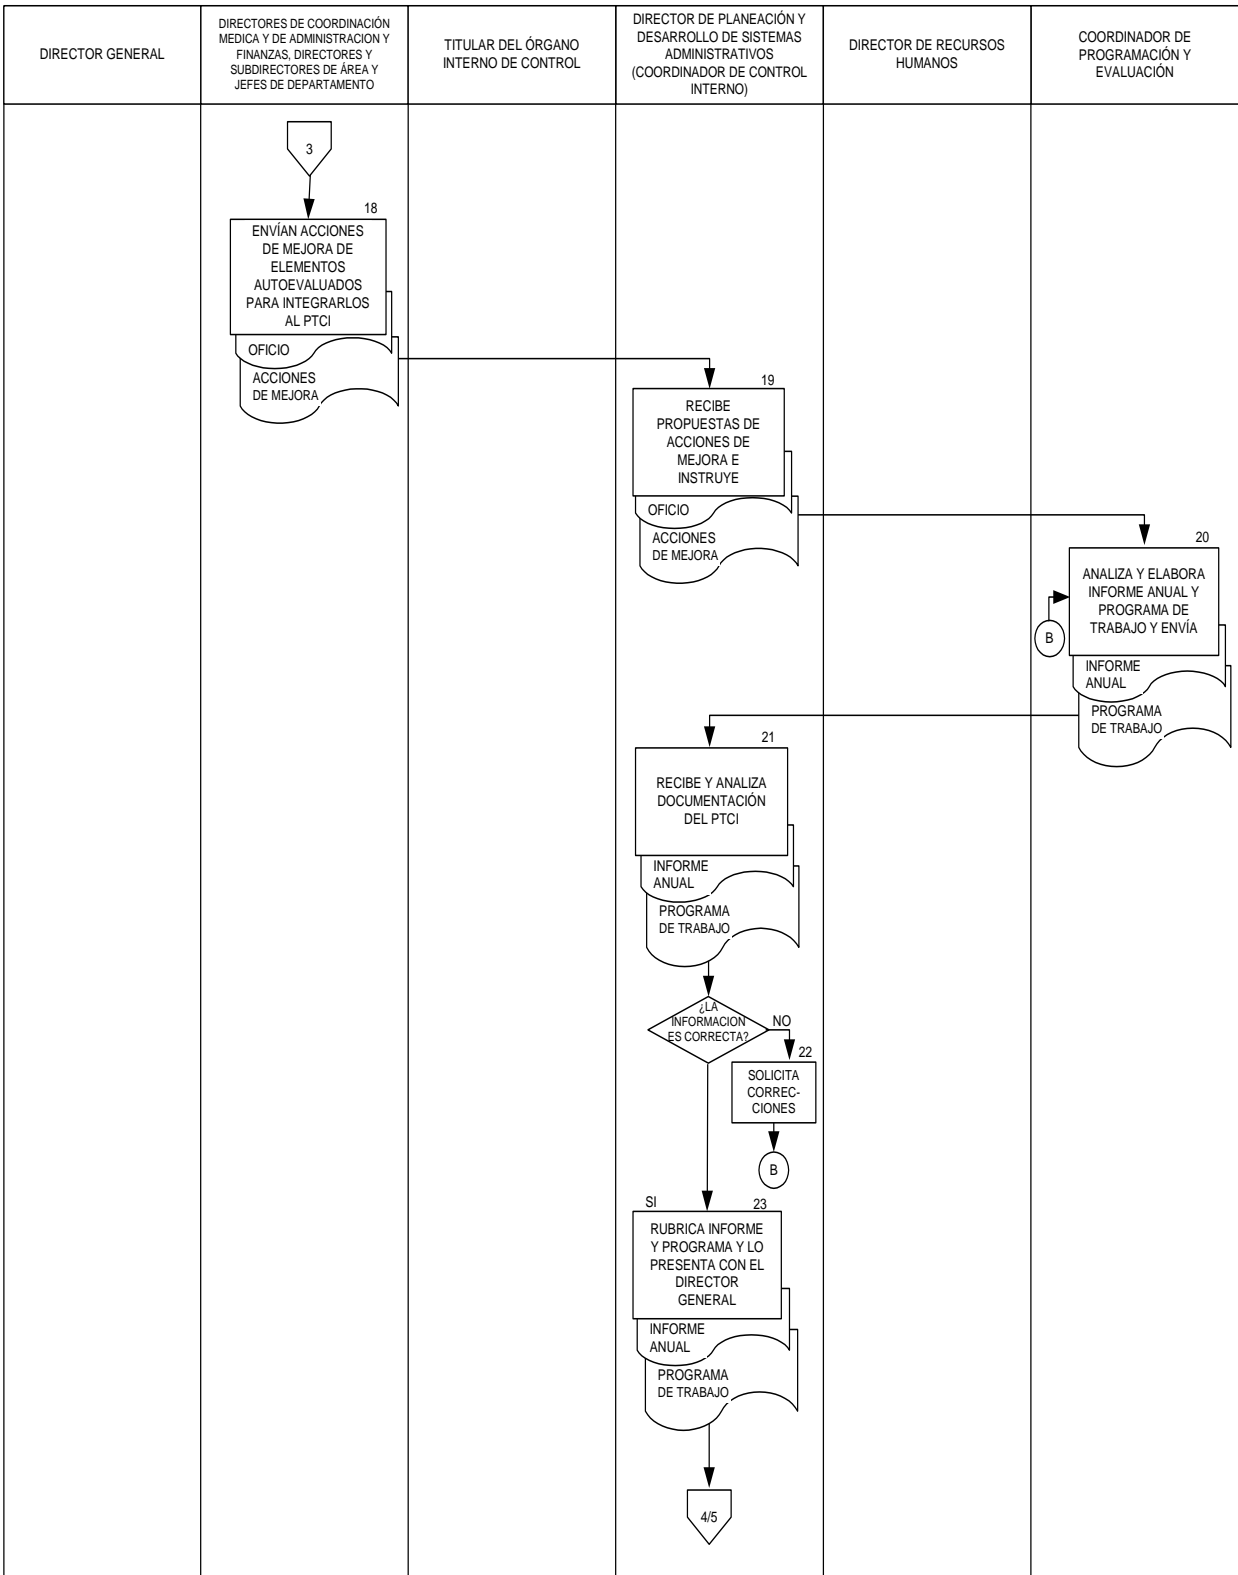 DIRECTOR GENERAL
DIRECTORES DE COORDINACIÓN
MEDICA Y DE ADMINISTRACION Y
FINANZAS, DIRECTORES Y
SUBDIRECTORES DE ÁREA Y
JEFES DE DEPARTAMENTO
TITULAR DEL ÓRGANO
INTERNO DE CONTROL
DIRECTOR DE PLANEACIÓN Y
DESARROLLO DE SISTEMAS
ADMINISTRATIVOS
(COORDINADOR DE CONTROL
INTERNO)
DIRECTOR DE RECURSOS
HUMANOS
COORDINADOR DE
PROGRAMACIÓN Y
EVALUACIÓN
3
18
ENVÍAN ACCIONES
DE MEJORA DE
ELEMENTOS
AUTOEVALUADOS
PARA INTEGRARLOS
AL PTCI
OFICIO
ACCIONES
DE MEJORA
19
RECIBE
PROPUESTAS DE
ACCIONES DE
MEJORA E
INSTRUYE
OFICIO
ACCIONES
DE MEJORA
20
ANALIZA Y ELABORA
INFORME ANUAL Y
PROGRAMA DE
TRABAJO Y ENVÍA
B
INFORME
ANUAL
PROGRAMA
DE TRABAJO
21
RECIBE Y ANALIZA
DOCUMENTACIÓN
DEL PTCI
INFORME
ANUAL
PROGRAMA
DE TRABAJO
¿LA
INFORMACION
ES CORRECTA?
NO
22
SOLICITA
CORREC-
CIONES
B
SI
23
RUBRICA INFORME
Y PROGRAMA Y LO
PRESENTA CON EL
DIRECTOR
GENERAL
INFORME
ANUAL
PROGRAMA
DE TRABAJO
4/5